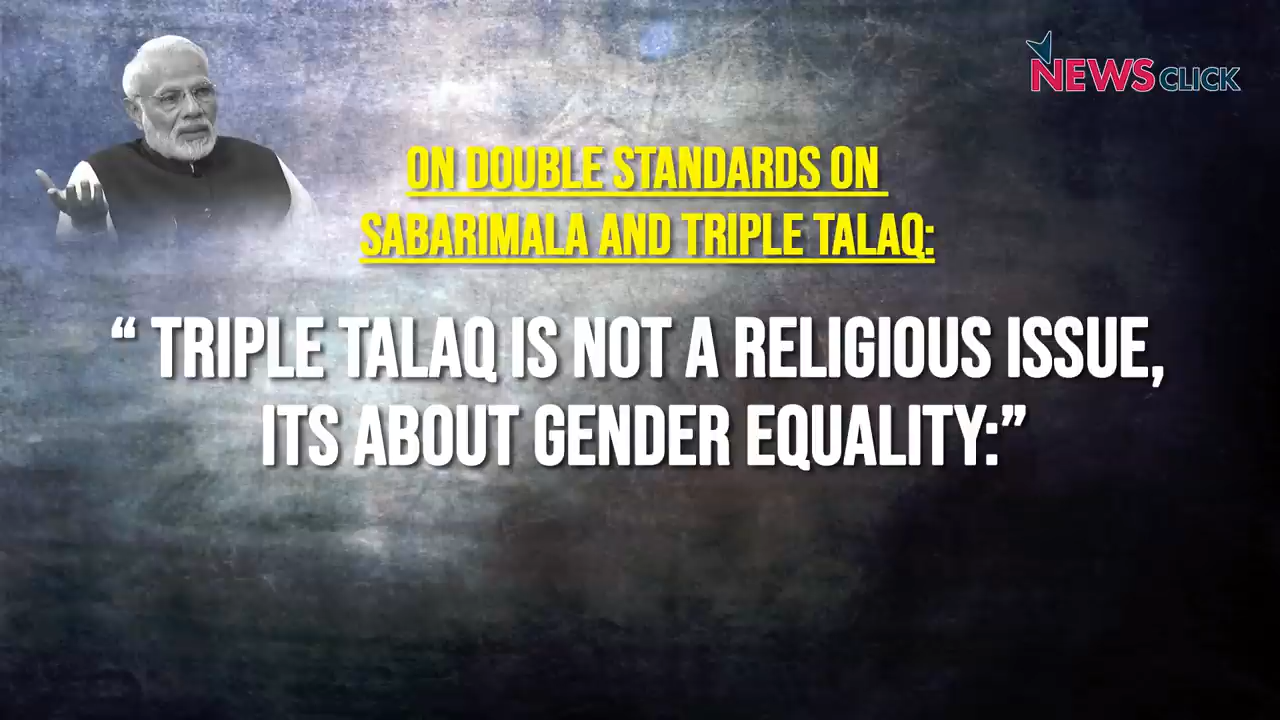 NEWSCLICK
ON DOUBLE STANDARDS ON
SABARIMALA AND TRIPLE TALAQ:
“ TRIPLE TALAQ IS NOT A RELIGIOUS ISSUE,
ITS ABOUT GENDER EQUALITY:”